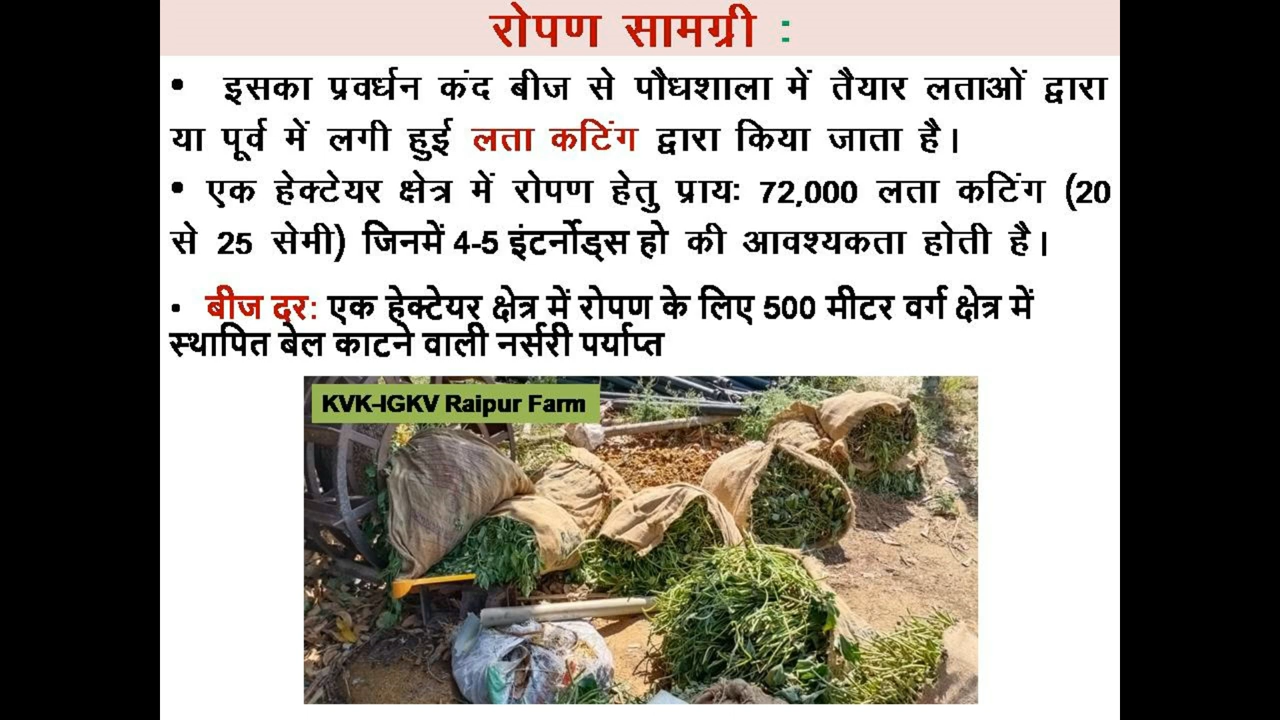 रोपण सामग्री :
• इसका प्रवर्धन कंद बीज से पौधशाला में तैयार लताओं द्वारा
या पूर्व में लगी हुई लता कटिंग द्वारा किया जाता है।
• एक हेक्टेयर क्षेत्र में रोपण हेतु प्रायः 72,000 लता कटिंग (20
से 25 सेमी) जिनमें 4-5 इंटर्नोड्स हो की आवश्यकता होती है।
• बीज दर: एक हेक्टेयर क्षेत्र में रोपण के लिए 500 मीटर वर्ग क्षेत्र में
स्थापित बेल काटने वाली नर्सरी पर्याप्त
KVK-IGKV Raipur Farm